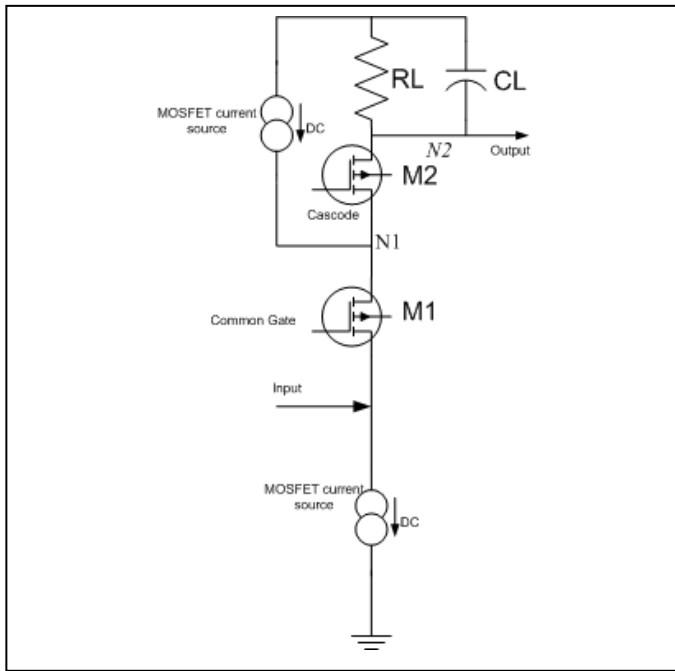 RL
CL
MOSFET current
source
DC
N2
Output
M2
Cascode
N1
M1
Common Gate
Input
MOSFET current
source
DC